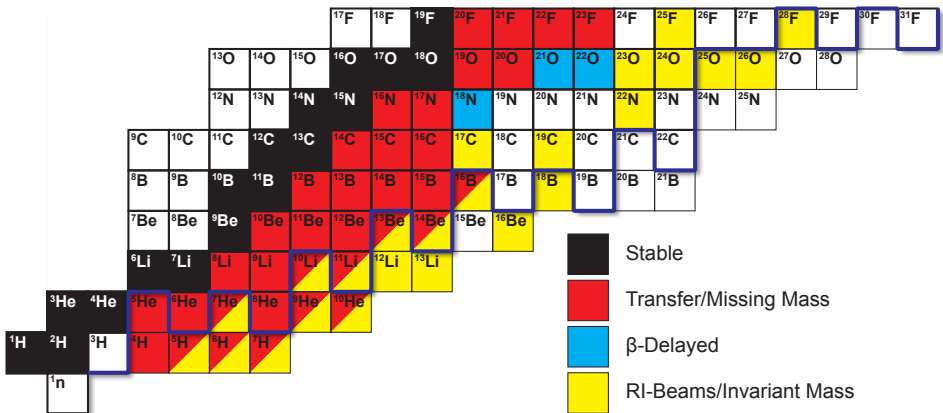 ¹⁷F ¹⁸F ¹⁹F ²⁰F ²¹F ²²F ²³F ²⁴F ²⁵F ²⁶F ²⁷F ²⁸F ²⁹F ³⁰F ³¹F
¹³O ¹⁴O ¹⁵O ¹⁶O ¹⁷O ¹⁸O ¹⁹O ²⁰O ²¹O ²²O ²³O ²⁴O ²⁵O ²⁶O ²⁷O ²⁸O
¹²N ¹³N ¹⁴N ¹⁵N ¹⁶N ¹⁷N ¹⁸N ¹⁹N ²⁰N ²¹N ²²N ²³N ²⁴N ²⁵N
⁹C ¹⁰C ¹¹C ¹²C ¹³C ¹⁴C ¹⁵C ¹⁶C ¹⁷C ¹⁸C ¹⁹C ²⁰C ²¹C ²²C
⁸B ⁹B ¹⁰B ¹¹B ¹²B ¹³B ¹⁴B ¹⁵B ¹⁶B ¹⁷B ¹⁸B ¹⁹B ²⁰B ²¹B
⁷Be ⁸Be ⁹Be ¹⁰Be ¹¹Be ¹²Be ¹³Be ¹⁴Be ¹⁵Be ¹⁶Be
⁶Li ⁷Li ⁸Li ⁹Li ¹⁰Li ¹¹Li ¹²Li ¹³Li
³He ⁴He ⁵He ⁶He ⁷He ⁸He ⁹He ¹⁰He
¹H ²H ³H ⁴H ⁵H ⁶H ⁷H
¹n
Stable
Transfer/Missing Mass
β-Delayed
RI-Beams/Invariant Mass